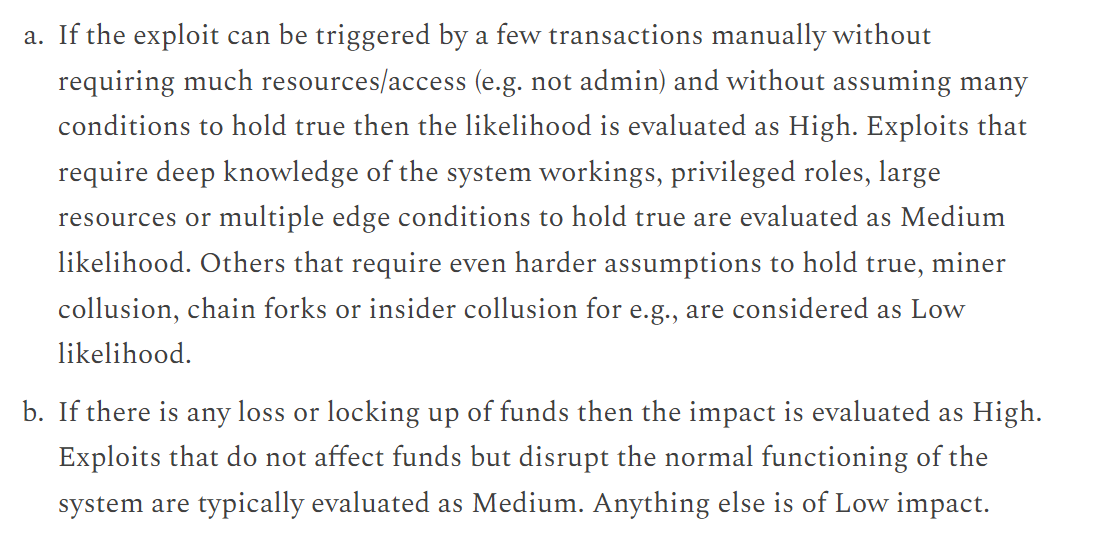 a. If the exploit can be triggered by a few transactions manually without
requiring much resources/access (e.g. not admin) and without assuming many
conditions to hold true then the likelihood is evaluated as High. Exploits that
require deep knowledge of the system workings, privileged roles, large
resources or multiple edge conditions to hold true are evaluated as Medium
likelihood. Others that require even harder assumptions to hold true, miner
collusion, chain forks or insider collusion for e.g., are considered as Low
likelihood.
b. If there is any loss or locking up of funds then the impact is evaluated as High.
Exploits that do not affect funds but disrupt the normal functioning of the
system are typically evaluated as Medium. Anything else is of Low impact.